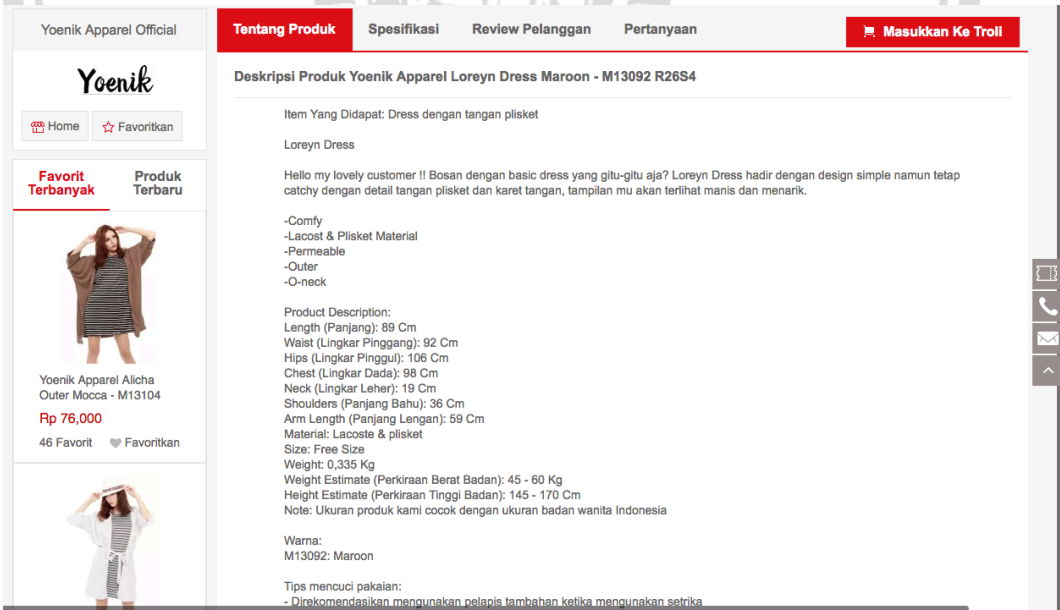 Yoenik Apparel Official
Yoenik
Home
Favoritkan
Favorit Terbanyak
Produk Terbaru
Yoenik Apparel Alicha
Outer Mocca - M13104
Rp 76,000
46 Favorit
Favoritkan
Tentang Produk
Spesifikasi
Review Pelanggan
Pertanyaan
Masukkan Ke Troli
Deskripsi Produk Yoenik Apparel Loreyn Dress Maroon - M13092 R26S4
Item Yang Didapat: Dress dengan tangan plisket
Loreyn Dress
Hello my lovely customer !! Bosan dengan basic dress yang gitu-gitu aja? Loreyn Dress hadir dengan design simple namun tetap
catchy dengan detail tangan plisket dan karet tangan, tampilan mu akan terlihat manis dan menarik.
-Comfy
-Lacost & Plisket Material
-Permeable
-Outer
-O-neck
Product Description:
Length (Panjang): 89 Cm
Waist (Lingkar Pinggang): 92 Cm
Hips (Lingkar Pinggul): 106 Cm
Chest (Lingkar Dada): 98 Cm
Neck (Lingkar Leher): 19 Cm
Shoulders (Panjang Bahu): 36 Cm
Arm Length (Panjang Lengan): 59 Cm
Material: Lacoste & plisket
Size: Free Size
Weight: 0,335 Kg
Weight Estimate (Perkiraan Berat Badan): 45 - 60 Kg
Height Estimate (Perkiraan Tinggi Badan): 145 - 170 Cm
Note: Ukuran produk kami cocok dengan ukuran badan wanita Indonesia
Warna:
M13092: Maroon
Tips mencuci pakaian:
- Direkomendasikan mengunakan pelapis tambahan ketika mengunakan setrika